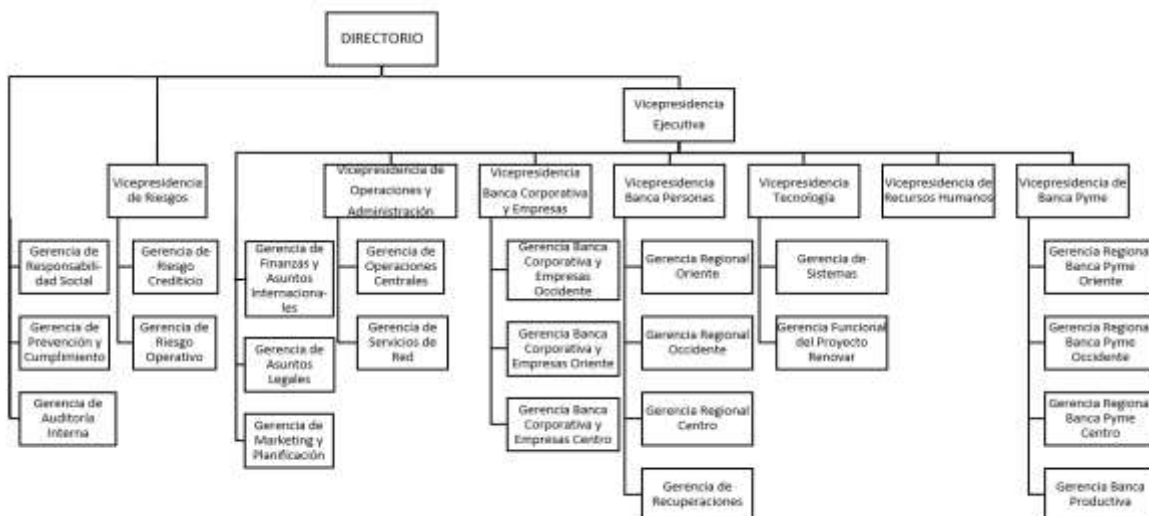 DIRECTORIO
Vicepresidencia
Ejecutiva
Vicepresidencia
de Riesgos
Vicepresidencia de
Operaciones y
Administración
Vicepresidencia
Banca Corporativa
y Empresas
Vicepresidencia
Banca Personas
Vicepresidencia
Tecnología
Vicepresidencia de
Recursos Humanos
Vicepresidencia de
Banca Pyme
Gerencia de
Responsabili-
dad Social
Gerencia de
Riesgo
Crediticio
Gerencia de
Finanzas y
Asuntos
Internaciona-
les
Gerencia de
Operaciones
Centrales
Gerencia Banca
Corporativa y
Empresas
Occidente
Gerencia Regional
Oriente
Gerencia de
Sistemas
Gerencia Regional
Banca Pyme
Oriente
Gerencia de
Prevención y
Cumplimiento
Gerencia de
Riesgo
Operativo
Gerencia de
Asuntos
Legales
Gerencia de
Servicios de
Red
Gerencia Banca
Corporativa y
Empresas Oriente
Gerencia Regional
Occidente
Gerencia Funcional
del Proyecto
Renovar
Gerencia Regional
Banca Pyme
Occidente
Gerencia de
Auditoría
Interna
Gerencia de
Marketing y
Planificación
Gerencia Banca
Corporativa y
Empresas Centro
Gerencia Regional
Centro
Gerencia Regional
Banca Pyme
Centro
Gerencia de
Recuperaciones
Gerencia Banca
Productiva